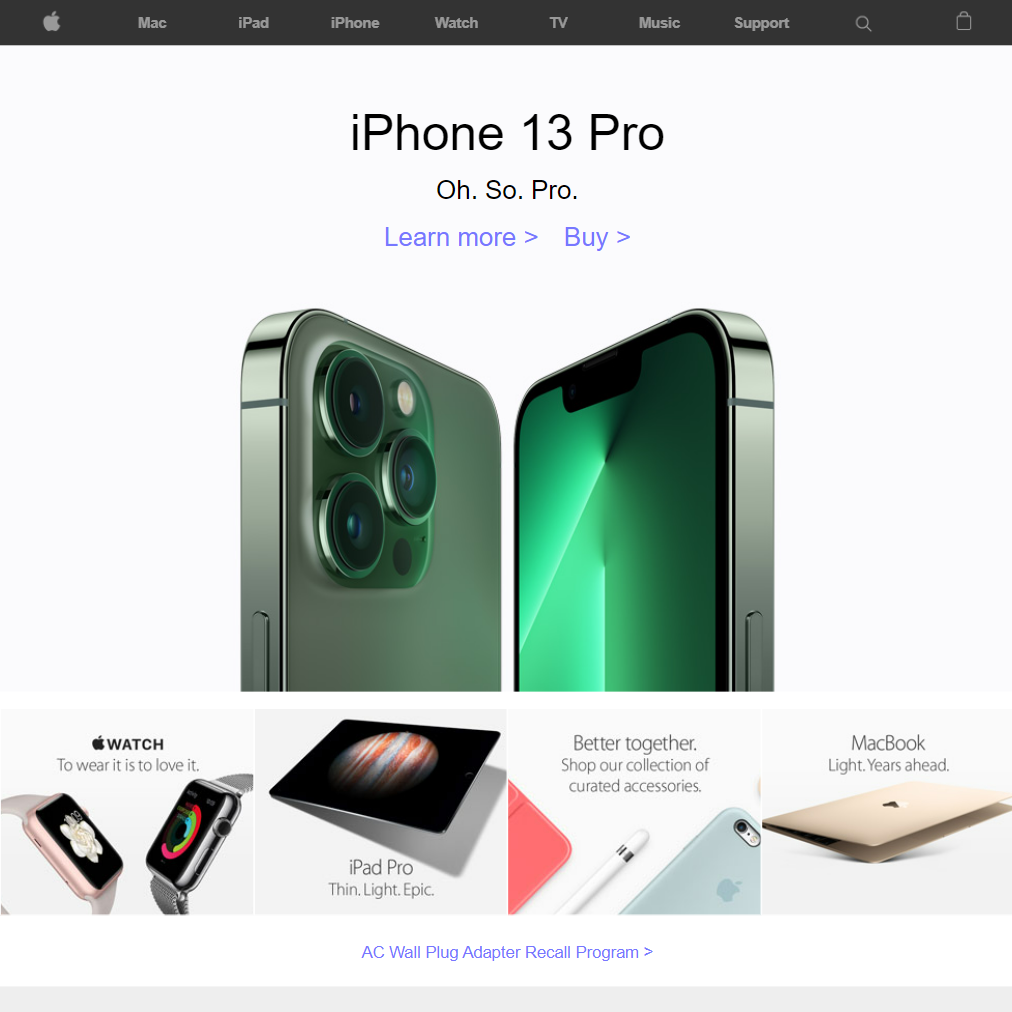 Mac iPad iPhone Watch TV Music Support
iPhone 13 Pro
Oh. So. Pro.
Learn more > Buy >
WATCH
To wear it is to love it.
iPad Pro
Thin. Light. Epic.
Better together.
Shop our collection of
curated accessories.
MacBook
Light. Years ahead.
AC Wall Plug Adapter Recall Program >